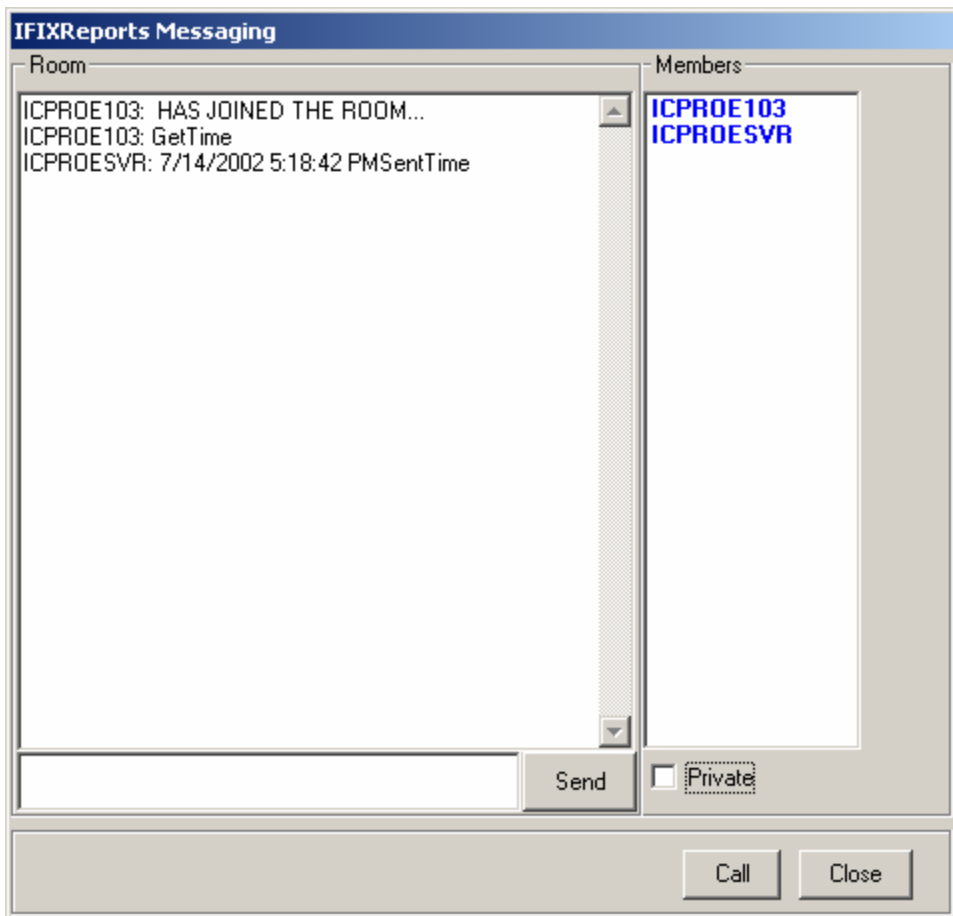 IFIXReports Messaging
Room
ICPROE103:  HAS JOINED THE ROOM...
ICPROE103: GetTime
ICPROESVR: 7/14/2002 5:18:42 PMSentTime
Members
ICPROE103
ICPROESVR
Send
Private
Call
Close